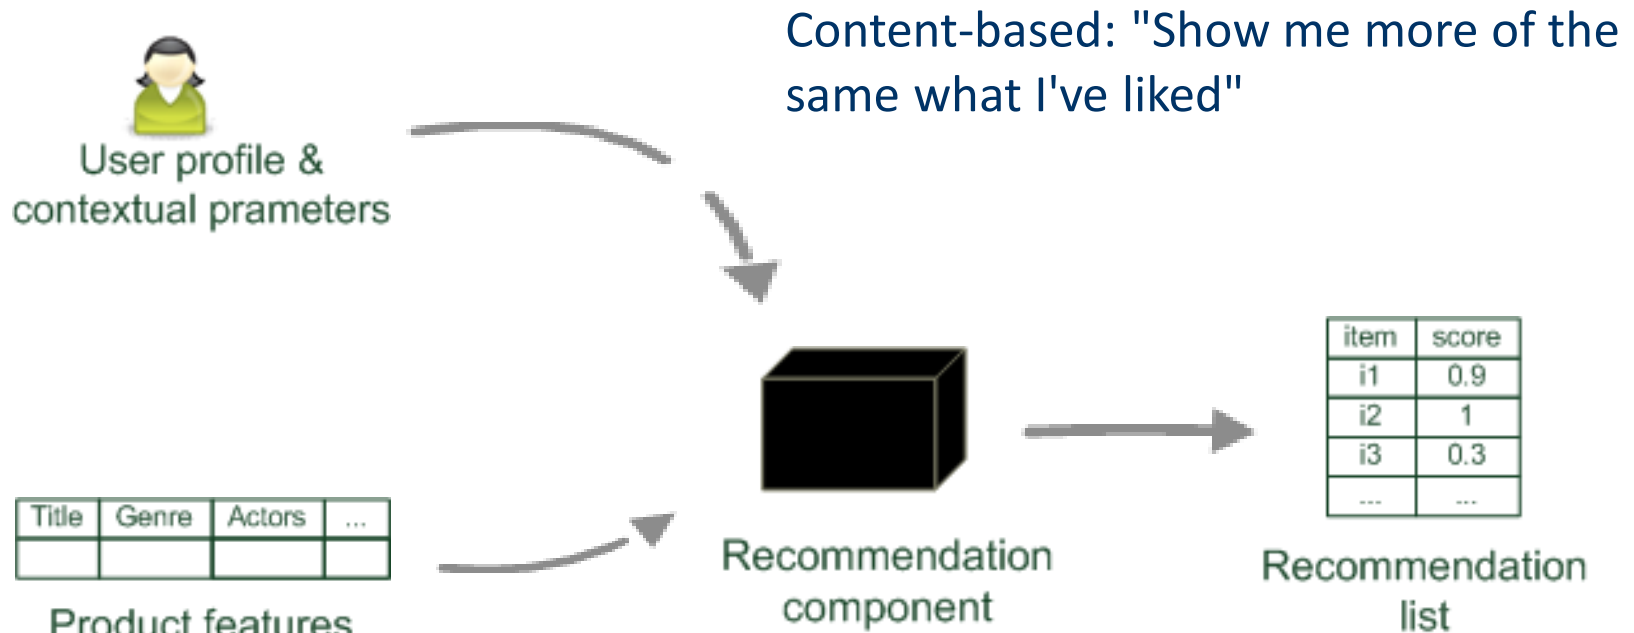 Content-based: "Show me more of the
same what I've liked"
User profile &
contextual prameters
Title Genre Actors ...
Product features
Recommendation
component
item score
i1 0.9
i2 1
i3 0.3
... ...
Recommendation
list